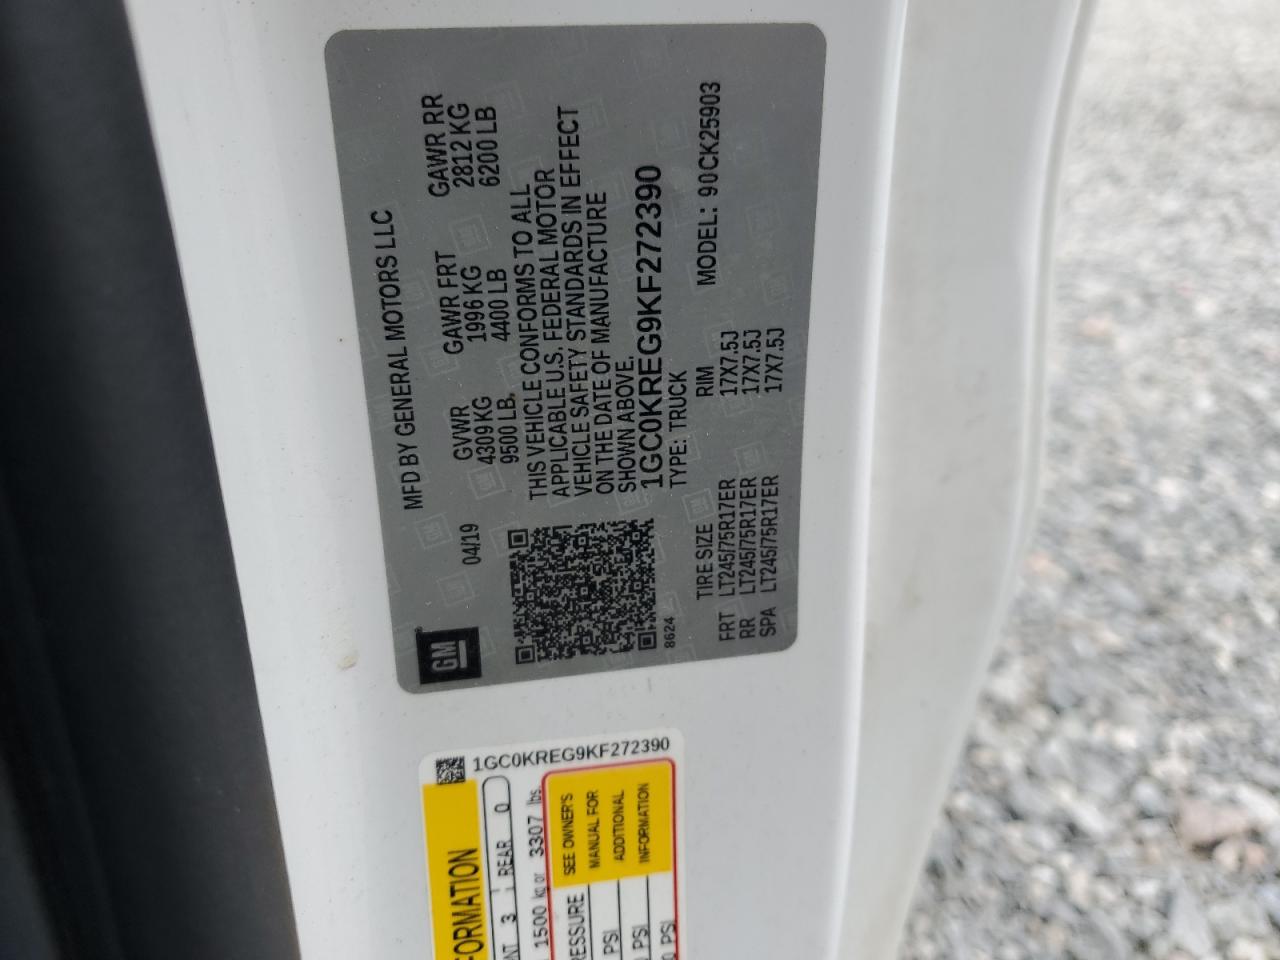 MFD BY GENERAL MOTORS LLC
04/19 GVWR GAWR FRT GAWR RR
4309 KG 1996 KG 2812 KG
9500 LB. 4400 LB 6200 LB
THIS VEHICLE CONFORMS TO ALL
APPLICABLE U.S. FEDERAL MOTOR
VEHICLE SAFETY STANDARDS IN EFFECT
ON THE DATE OF MANUFACTURE
SHOWN ABOVE.
1GC0KREG9KF272390
TYPE: TRUCK
GM
8624
TIRE SIZE RIM MODEL: 90CK25903
FRT LT245/75R17ER 17X7.5J
RR LT245/75R17ER 17X7.5J
SPA LT245/75R17ER 17X7.5J
1GC0KREG9KF272390
3 REAR 0
1500 kg or 3307 lbs.
SEE OWNER'S
MANUAL FOR
ADDITIONAL
INFORMATION
PSI
PSI
PSI